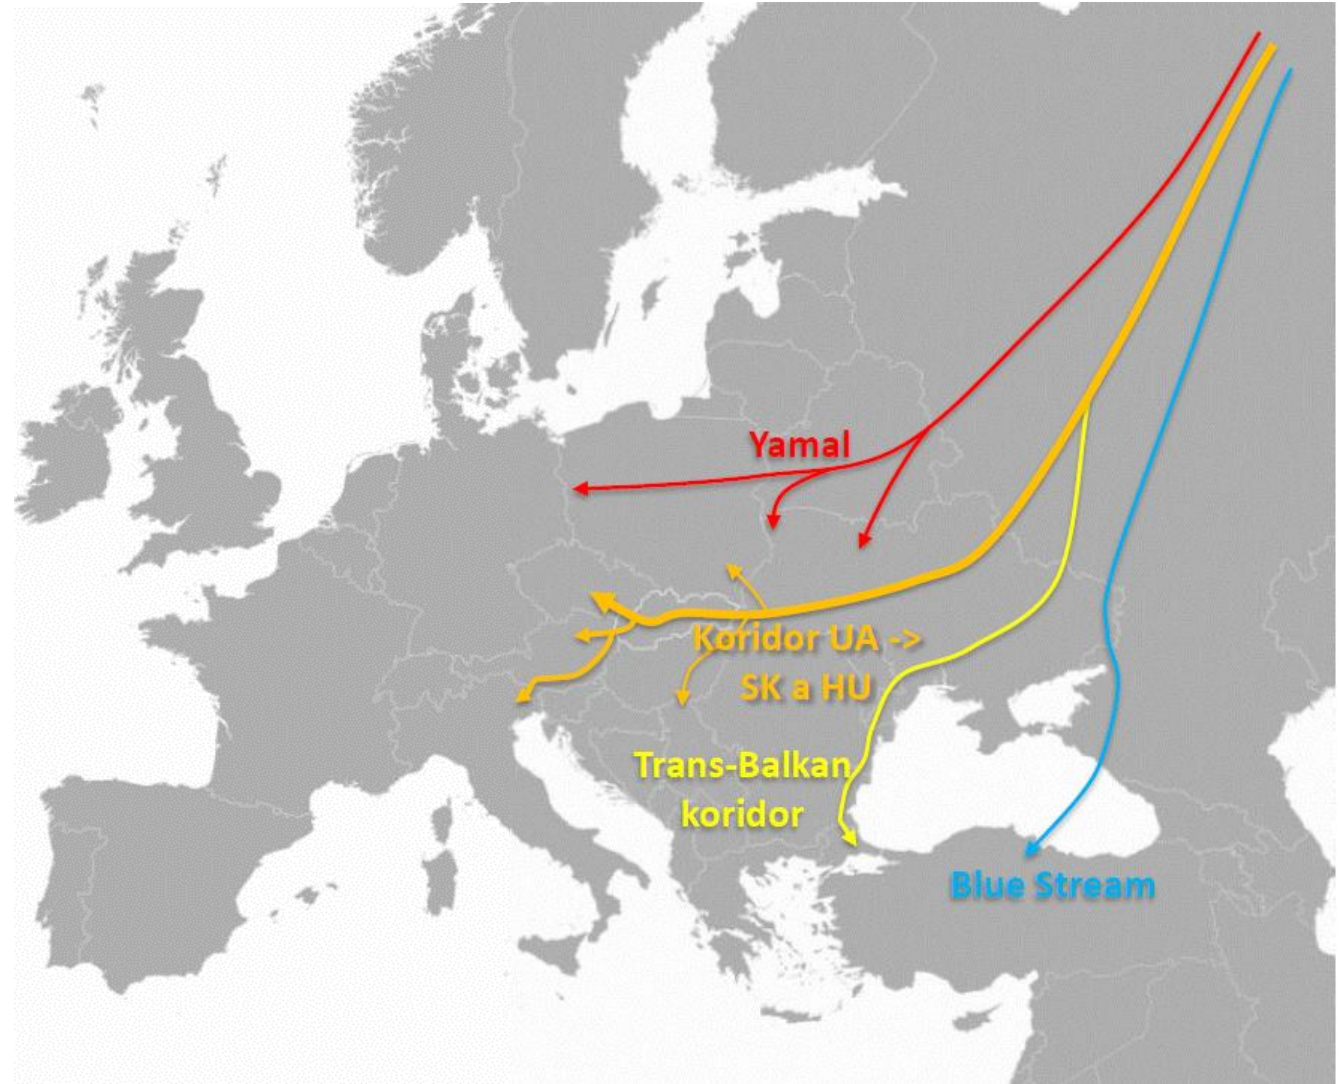 Yamal
Koridor UA ->
SK a HU
Trans-Balkan
koridor
Blue Stream